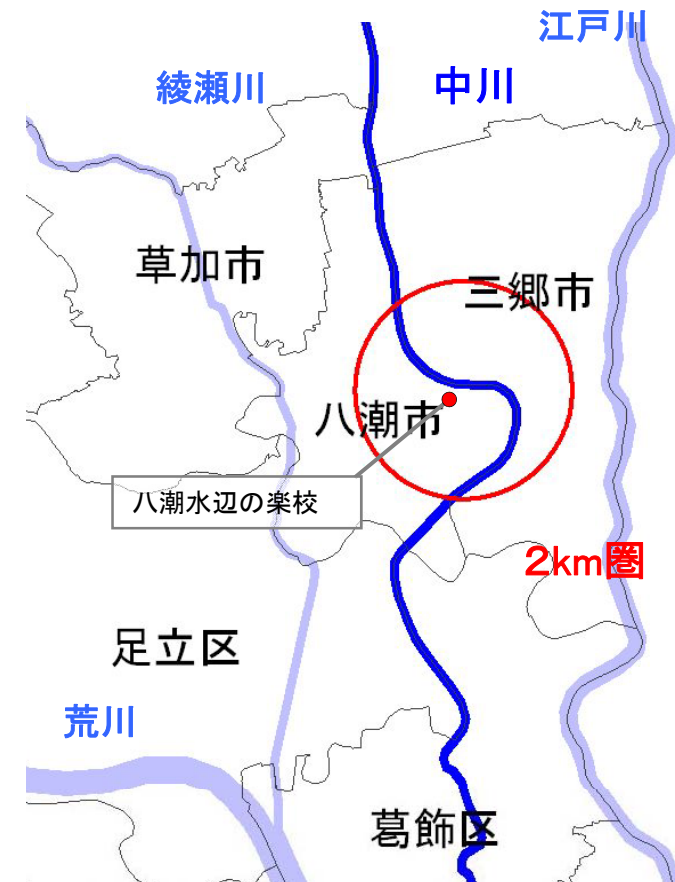 江戸川
綾瀬川
中川
草加市
三郷市
八潮市
八潮水辺の楽校
2km圏
足立区
荒川
葛飾区